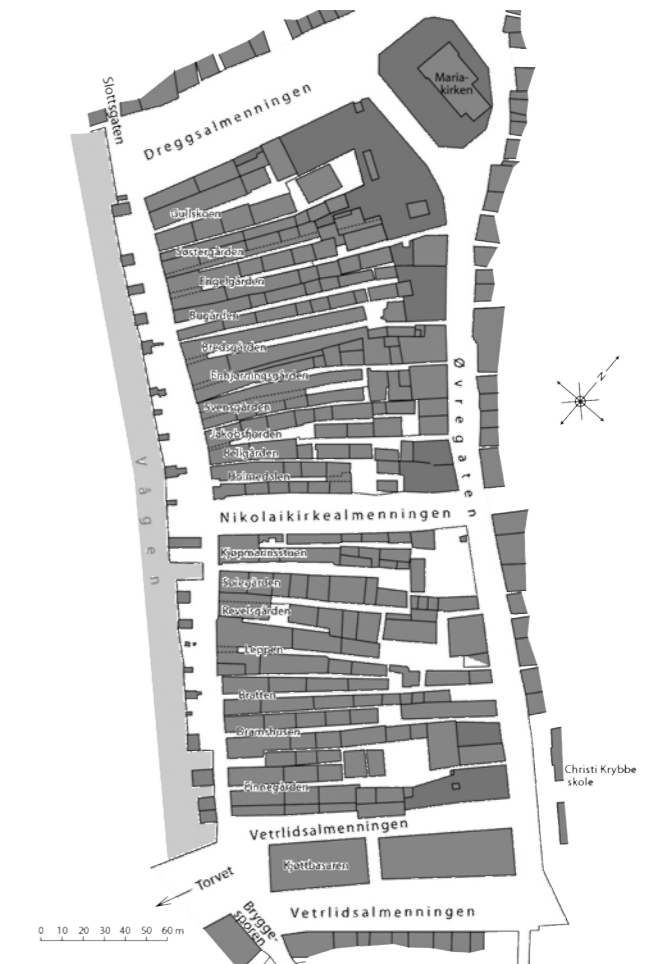 Maria-
kirken
Slottsgaten
Dreggsalmenningen
Gullskoen
Søstergården
Engelgården
Bugården
Bredsgården
Enhjørningsgården
Svensgården
Jakobsfjorden
Bellgården
Holmedalen
Øvregaten
N
Vågen
Nikolaikirkealmenningen
Kjøpmannsstuen
Solegården
Revelsgården
Leppen
Bratten
Dramshusen
Finnegården
Christi Krybbe
skole
Vetrlidsalmenningen
Kjøttbasaren
Torvet
Brygge-
sporen
Vetrlidsalmenningen
0 10 20 30 40 50 60 m